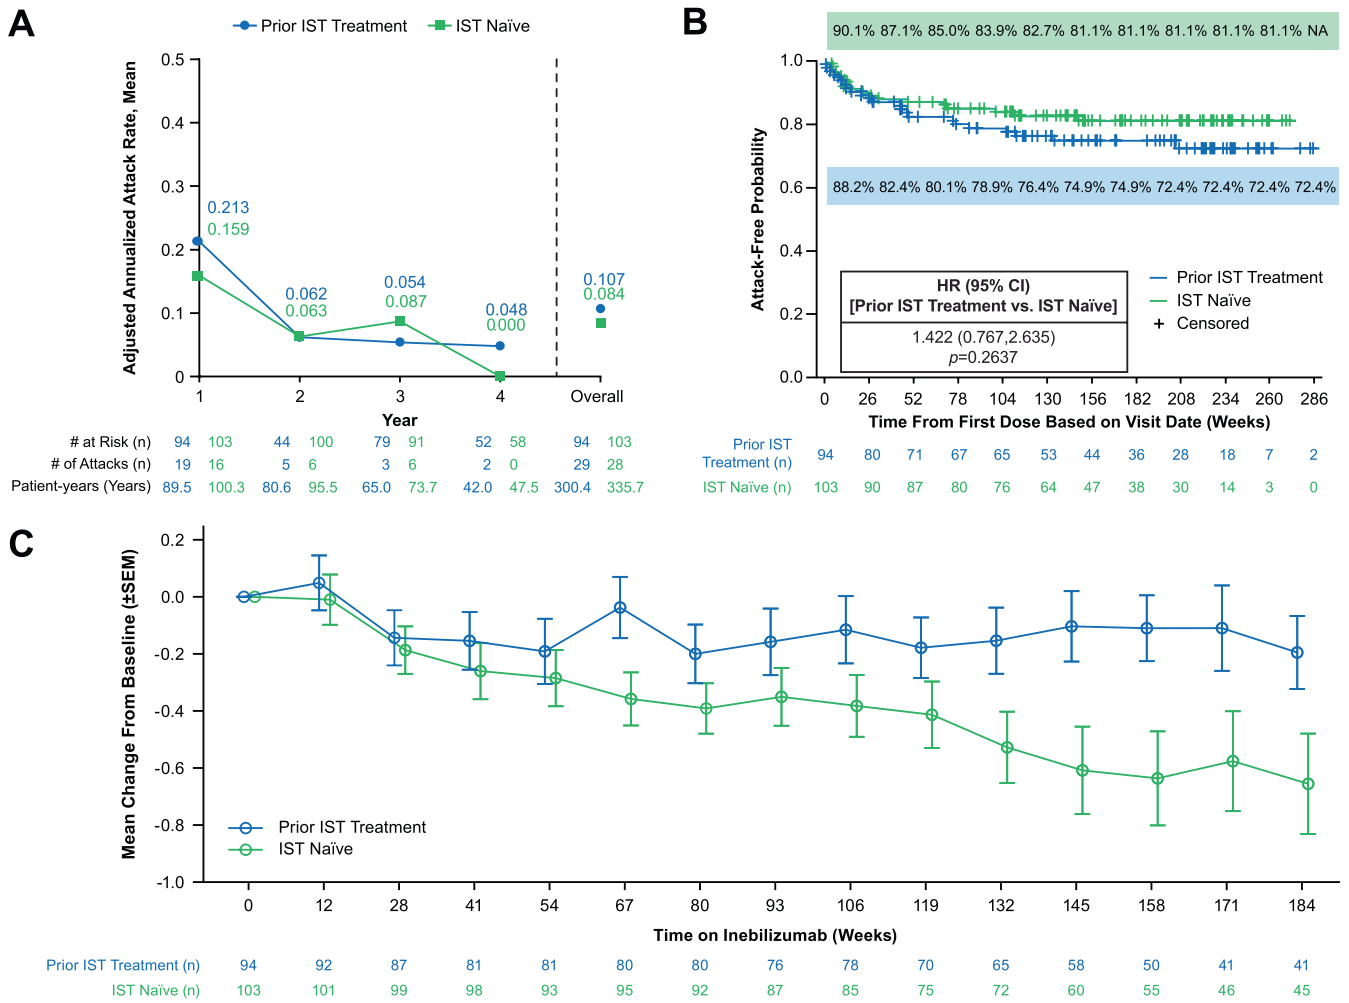 A
Prior IST Treatment
IST Naïve
Adjusted Annualized Attack Rate, Mean
0.5
0.4
0.3
0.2
0.1
0
0.213
0.159
0.062
0.063
0.054
0.087
0.048
0.000
0.107
0.084
1 2 3 4 Overall
Year
# at Risk (n) 94 103 44 100 79 91 52 58 94 103
# of Attacks (n) 19 16 5 6 3 6 2 0 29 28
Patient-years (Years) 89.5 100.3 80.6 95.5 65.0 73.7 42.0 47.5 300.4 335.7
B
90.1% 87.1% 85.0% 83.9% 82.7% 81.1% 81.1% 81.1% 81.1% 81.1% NA
Attack-Free Probability
1.0
0.8
0.6
0.4
0.2
0.0
88.2% 82.4% 80.1% 78.9% 76.4% 74.9% 74.9% 72.4% 72.4% 72.4% 72.4%
HR (95% CI)
[Prior IST Treatment vs. IST Naïve]
1.422 (0.767,2.635)
p=0.2637
Prior IST Treatment
IST Naïve
Censored
0 26 52 78 104 130 156 182 208 234 260 286
Time From First Dose Based on Visit Date (Weeks)
Prior IST
Treatment (n) 94 80 71 67 65 53 44 36 28 18 7 2
IST Naïve (n) 103 90 87 80 76 64 47 38 30 14 3 0
C
Mean Change From Baseline (±SEM)
0.2
0.0
-0.2
-0.4
-0.6
-0.8
-1.0
Prior IST Treatment
IST Naïve
0 12 28 41 54 67 80 93 106 119 132 145 158 171 184
Time on Inebilizumab (Weeks)
Prior IST Treatment (n) 94 92 87 81 81 80 80 76 78 70 65 58 50 41 41
IST Naïve (n) 103 101 99 98 93 95 92 87 85 75 72 60 55 46 45